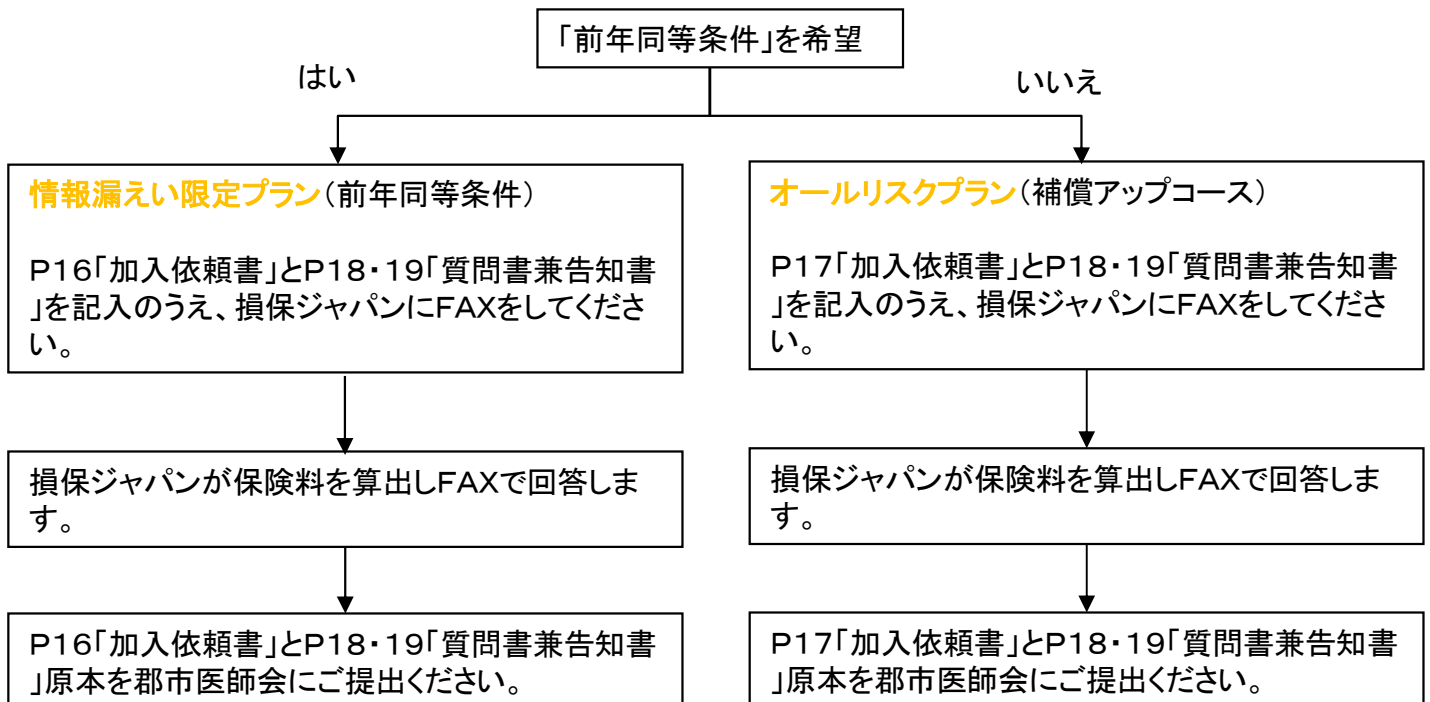 「前年同等条件」を希望
はい
いいえ
情報漏えい限定プラン(前年同等条件)
P16「加入依頼書」とP18・19「質問書兼告知書
」を記入のうえ、損保ジャパンにFAXをしてくださ
い。
損保ジャパンが保険料を算出しFAXで回答しま
す。
P16「加入依頼書」とP18・19「質問書兼告知書
」原本を郡市医師会にご提出ください。
オールリスクプラン(補償アップコース)
P17「加入依頼書」とP18・19「質問書兼告知書
」を記入のうえ、損保ジャパンにFAXをしてくださ
い。
損保ジャパンが保険料を算出しFAXで回答しま
す。
P17「加入依頼書」とP18・19「質問書兼告知書
」原本を郡市医師会にご提出ください。